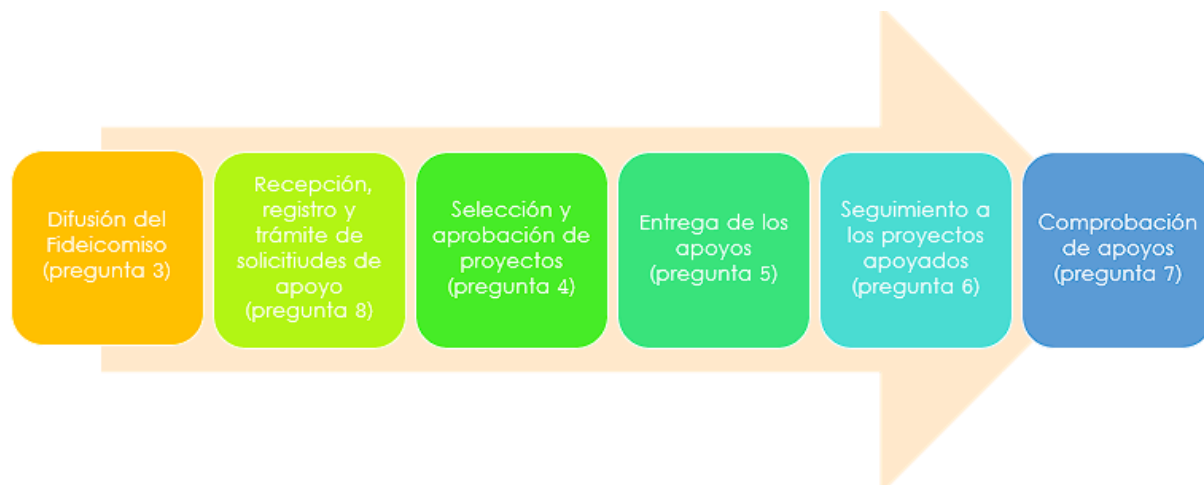 Difusión del
Fideicomiso
(pregunta 3)
Recepción,
registro y
trámite de
solicitiudes de
apoyo
(pregunta 8)
Selección y
aprobación de
proyectos
(pregunta 4)
Entrega de los
apoyos
(pregunta 5)
Seguimiento a
los proyectos
apoyados
(pregunta 6)
Comprobación
de apoyos
(pregunta 7)